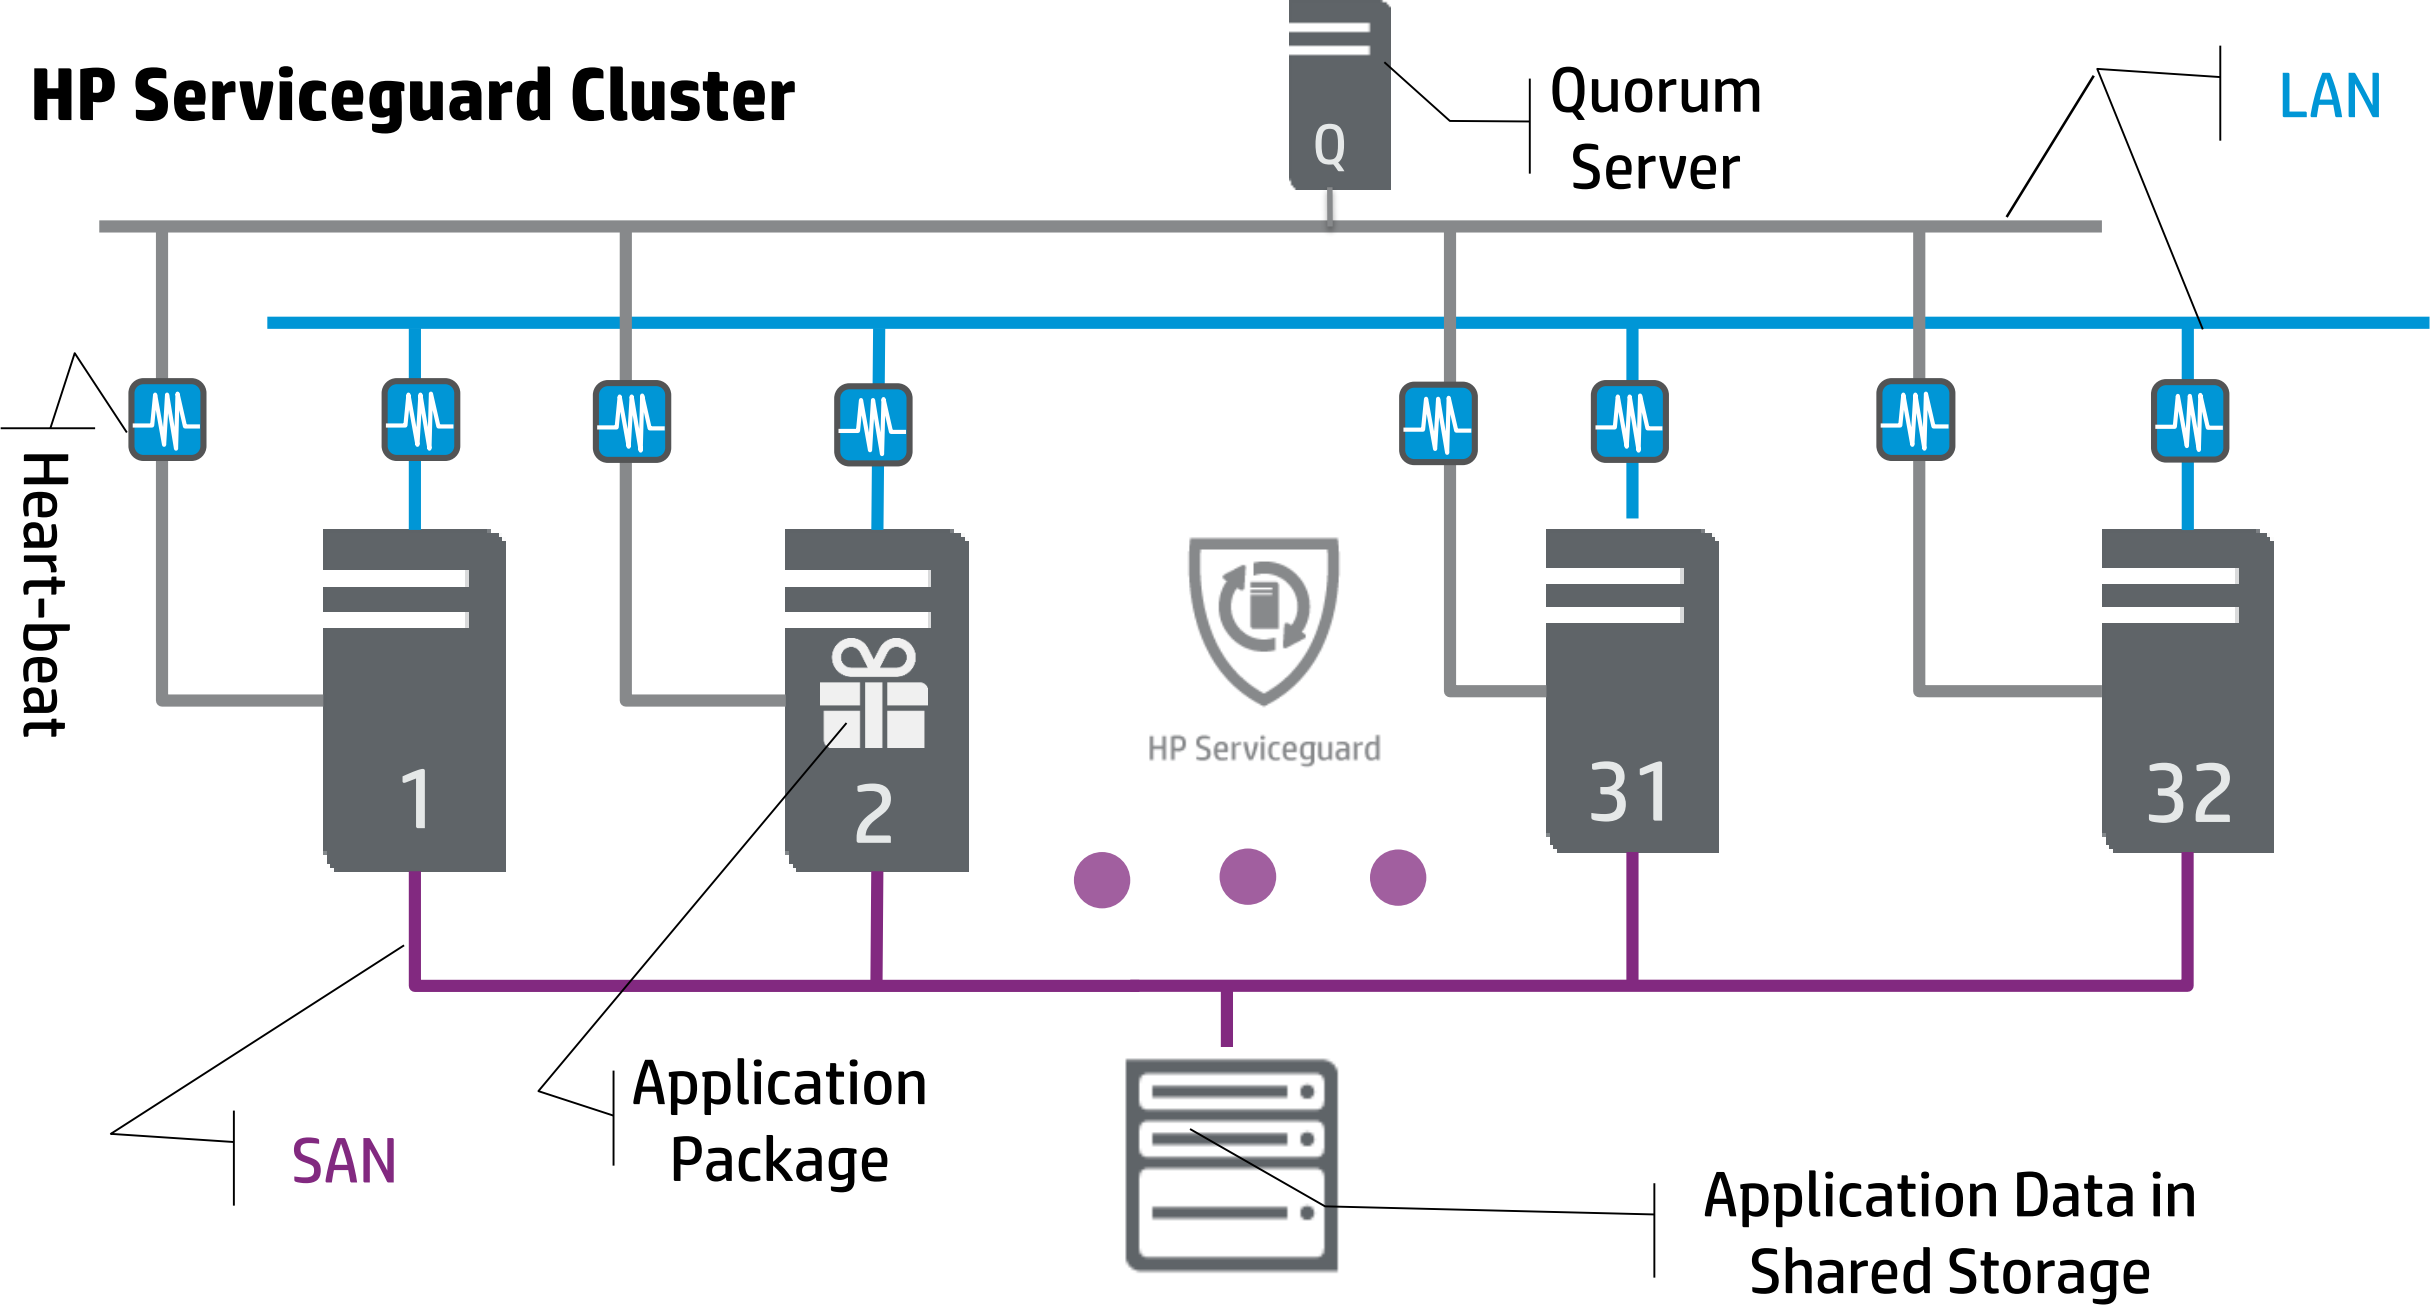 HP Serviceguard Cluster
Q
Quorum
Server
LAN
Heart-beat
1
2
HP Serviceguard
31
32
SAN
Application
Package
Application Data in
Shared Storage